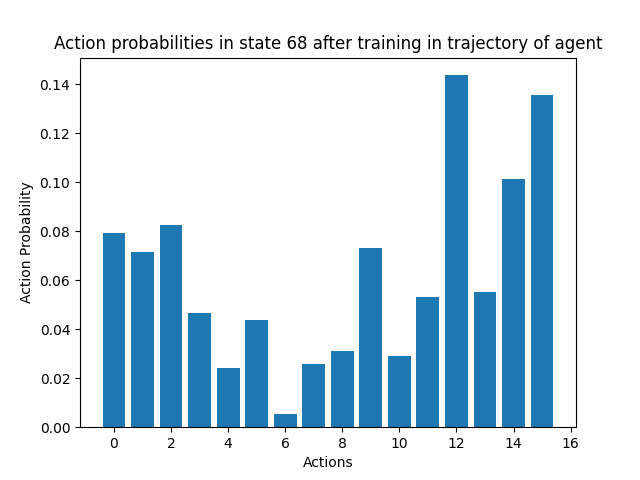 Action probabilities in state 68 after training in trajectory of agent
0.14
0.12
0.10
0.08
0.06
0.04
0.02
0.00
Action Probability
0 2 4 6 8 10 12 14 16
Actions